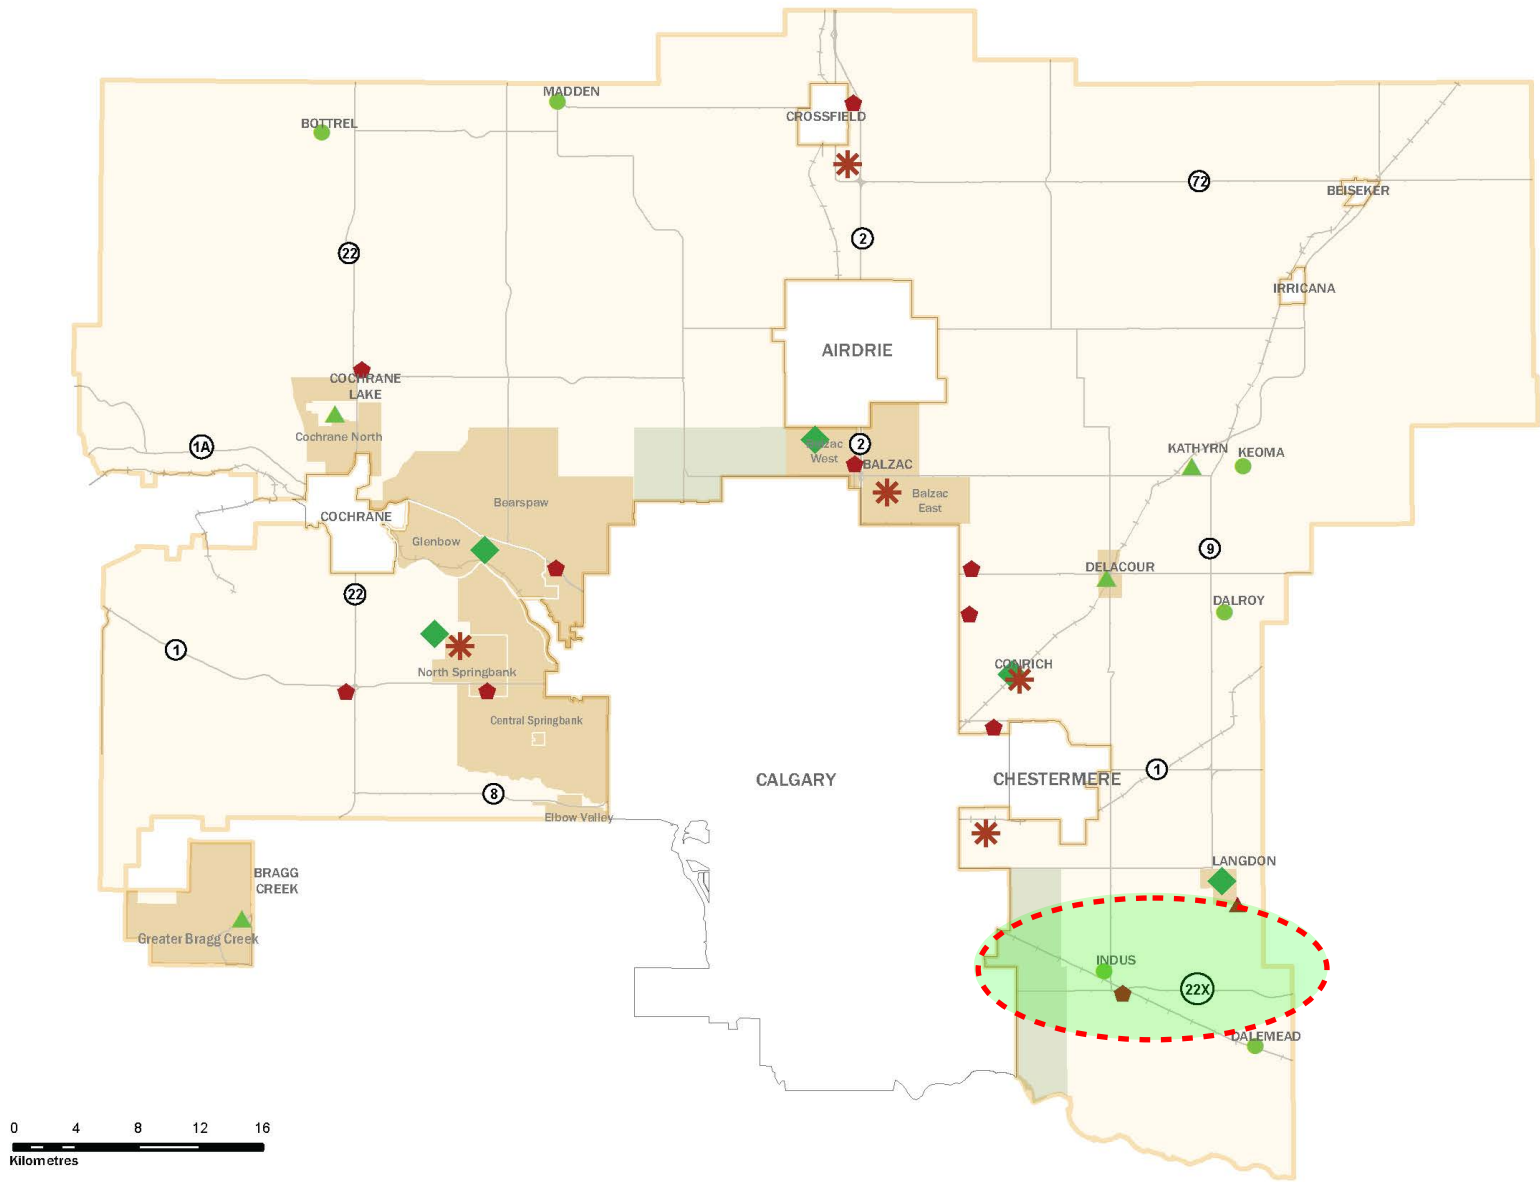 MADDEN
BOTTREL
CROSSFIELD
72
BEISEKER
2
22
IRRICANA
AIRDRIE
COCHRANE
LAKE
Cochrane North
1A
2
Balzac
West
BALZAC
KATHYRN
KEOMA
Balzac
East
Bearspaw
COCHRANE
Glenbow
9
DELACOUR
22
DALROY
1
CONRICH
North Springbank
Central Springbank
CALGARY
CHESTERMERE
1
8
Elbow Valley
LANGDON
BRAGG
CREEK
Greater Bragg Creek
INDUS
22X
DALEMEAD
0 4 8 12 16
Kilometres